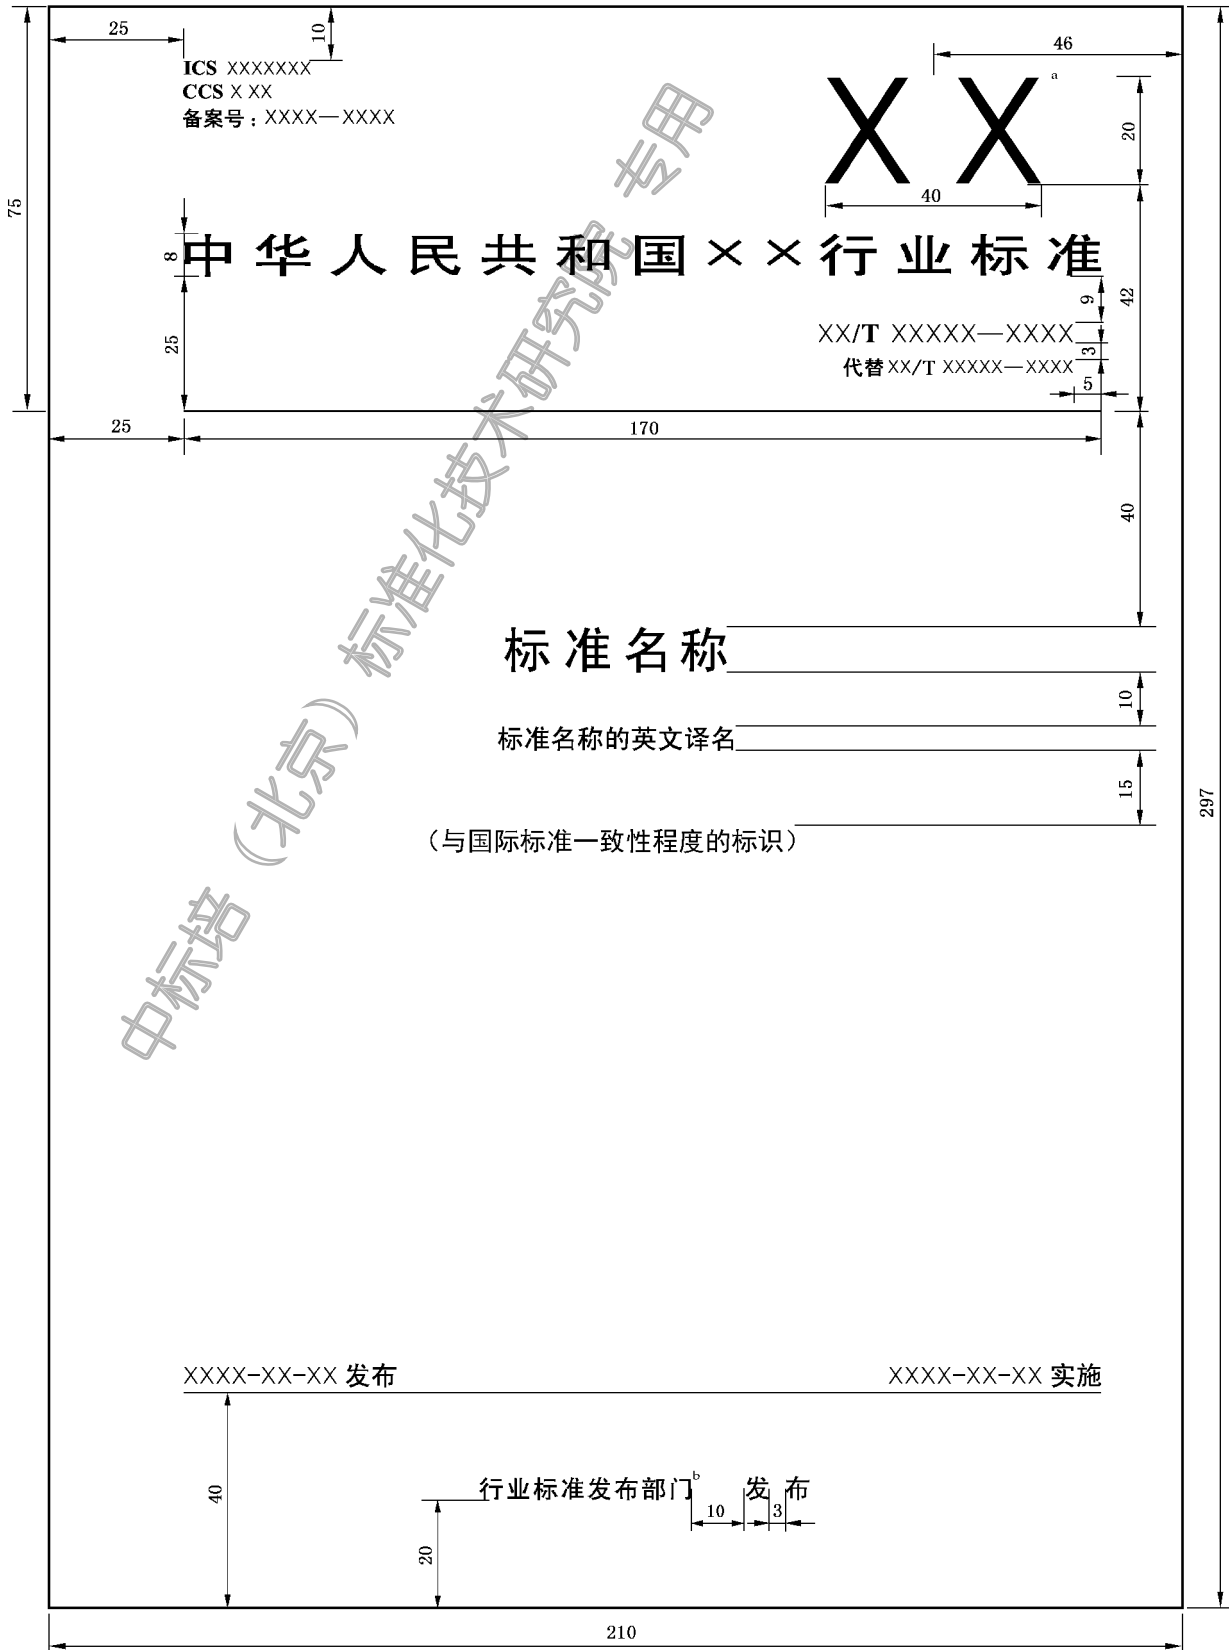 25
10
46
ICS XXXXXXX
CCS X XX
备案号：XXXX—XXXX
XX a
20
40
75
8
中华人民共和国××行业标准
9
42
25
XX/T XXXXX—XXXX
3
代替XX/T XXXXX—XXXX
5
25
170
40
标准名称
10
标准名称的英文译名
15
297
（与国际标准一致性程度的标识）
中标培（北京）标准化技术研究院 专用
XXXX-XX-XX 发布
XXXX-XX-XX 实施
40
行业标准发布部门b 发布
10
3
20
210